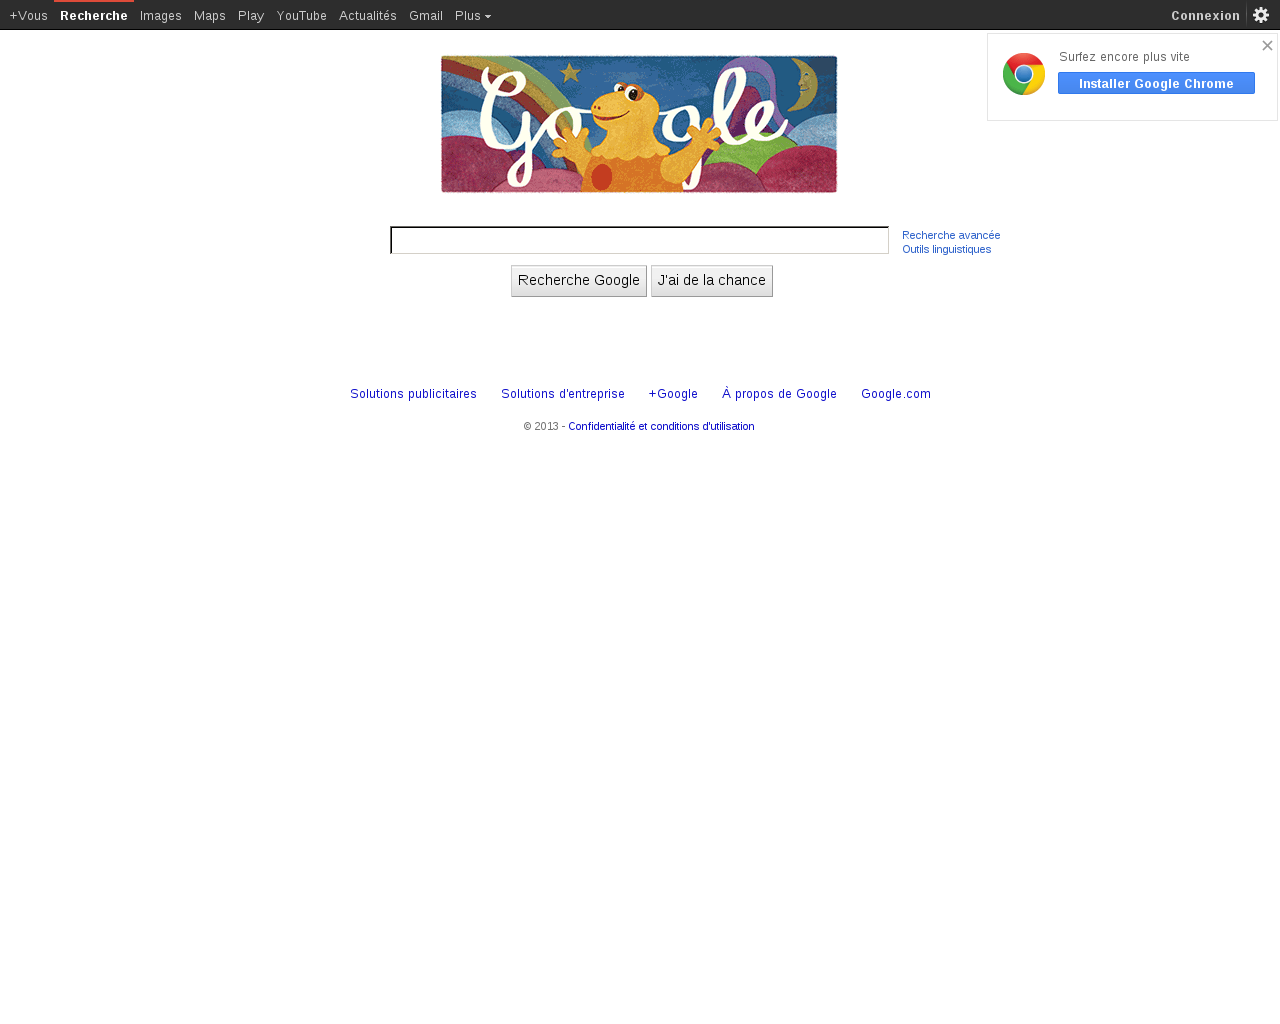 +Vous Recherche Images Maps Play YouTube Actualités Gmail Plus Connexion
Surfez encore plus vite
Installer Google Chrome
Google
Recherche avancée
Outils linguistiques
Recherche Google J'ai de la chance
Solutions publicitaires Solutions d'entreprise +Google À propos de Google Google.com
© 2013 - Confidentialité et conditions d'utilisation